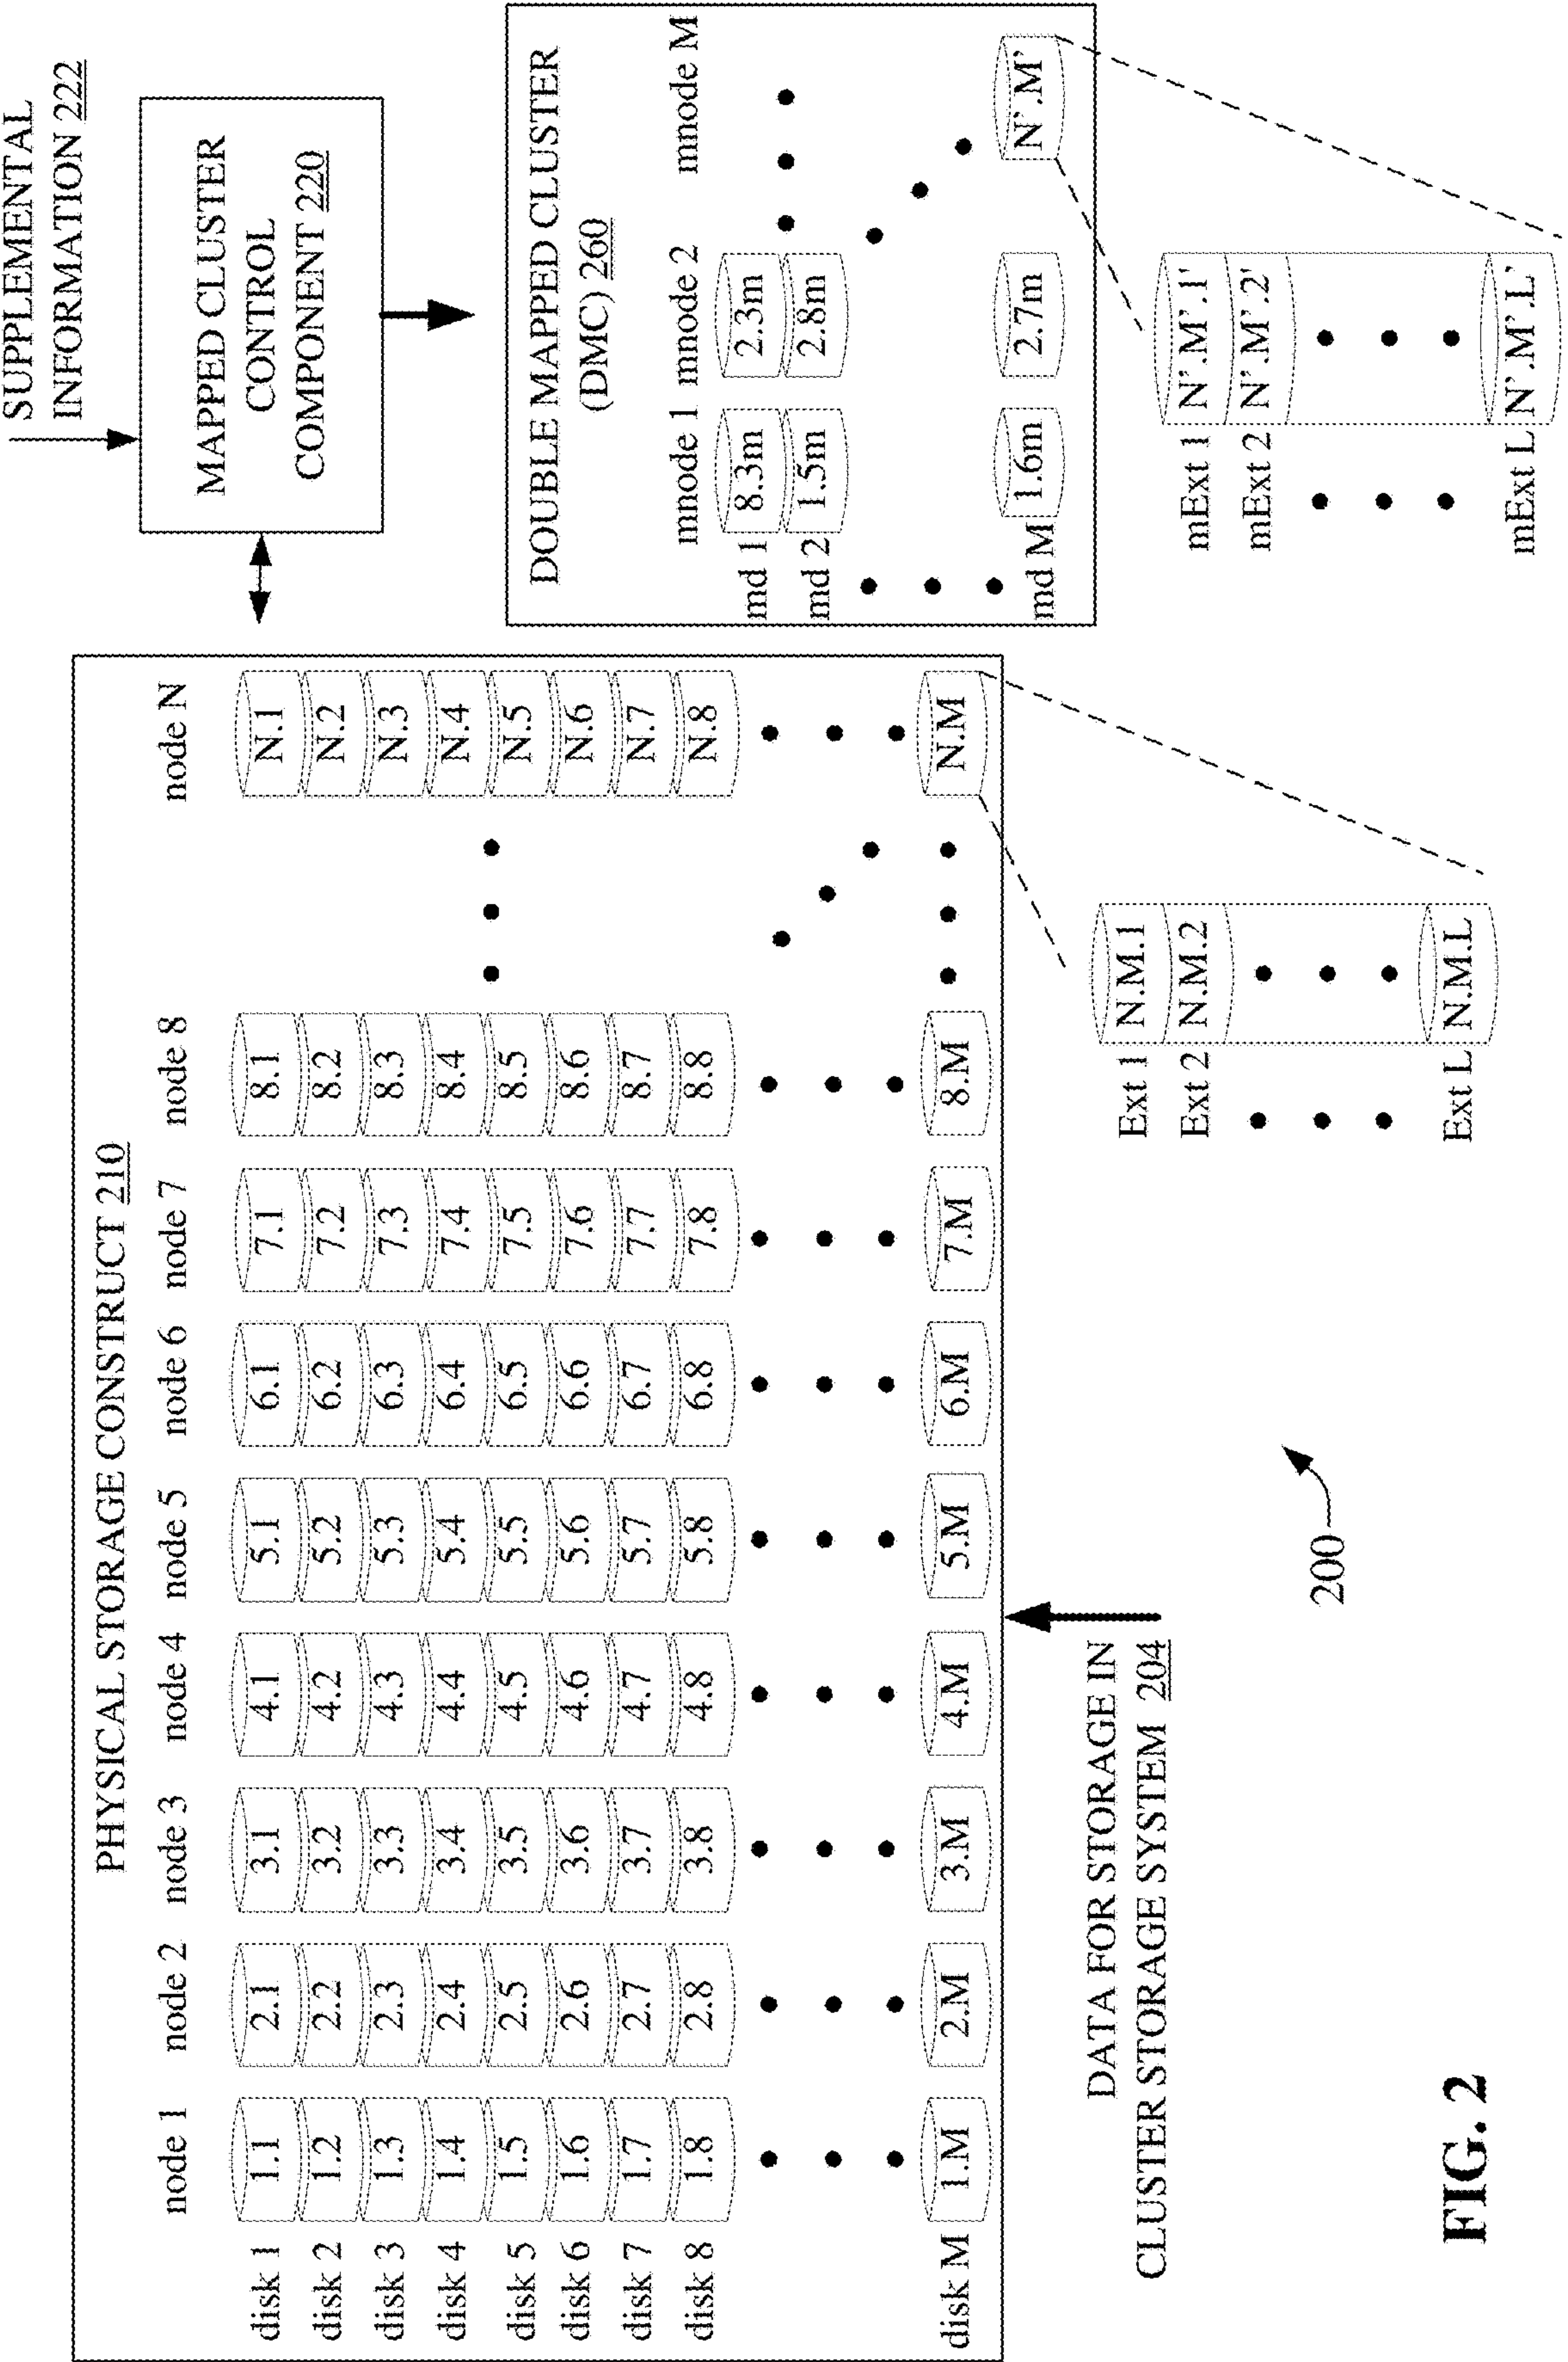 PHYSICAL STORAGE CONSTRUCT 210
node 1 node 2 node 3 node 4 node 5 node 6 node 7 node 8 node N
disk 1 1.1 2.1 3.1 4.1 5.1 6.1 7.1 8.1 N.1
disk 2 1.2 2.2 3.2 4.2 5.2 6.2 7.2 8.2 N.2
disk 3 1.3 2.3 3.3 4.3 5.3 6.3 7.3 8.3 N.3
disk 4 1.4 2.4 3.4 4.4 5.4 6.4 7.4 8.4 N.4
disk 5 1.5 2.5 3.5 4.5 5.5 6.5 7.5 8.5 N.5
disk 6 1.6 2.6 3.6 4.6 5.6 6.6 7.6 8.6 N.6
disk 7 1.7 2.7 3.7 4.7 5.7 6.7 7.7 8.7 N.7
disk 8 1.8 2.8 3.8 4.8 5.8 6.8 7.8 8.8 N.8
disk M 1.M 2.M 3.M 4.M 5.M 6.M 7.M 8.M N.M
DATA FOR STORAGE IN
CLUSTER STORAGE SYSTEM 204
Ext 1 N.M.1
Ext 2 N.M.2
Ext L N.M.L
SUPPLEMENTAL
INFORMATION 222
MAPPED CLUSTER
CONTROL
COMPONENT 220
DOUBLE MAPPED CLUSTER
(DMC) 260
mnode 1 mnode 2 mnode M
md 1 8.3m 2.3m
md 2 1.5m 2.8m
md M 1.6m 2.7m N'.M'
mExt 1 N'.M'.1'
mExt 2 N'.M'.2'
mExt L N'.M'.L'
200
FIG. 2